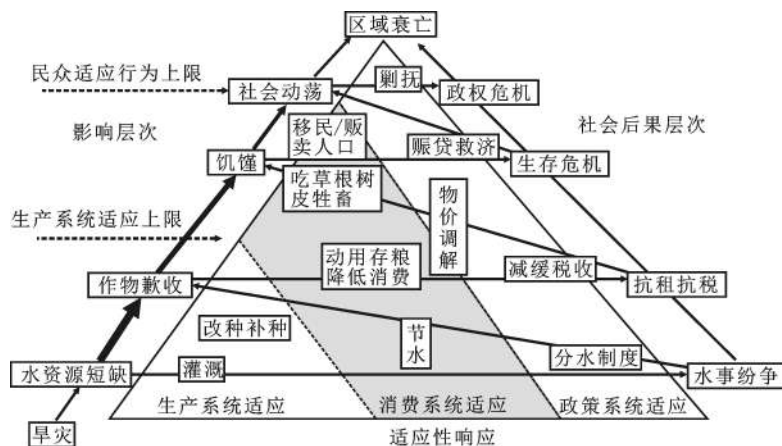 区域衰亡
民众适应行为上限
社会动荡
剿抚
政权危机
影响层次
移民/贩
卖人口
社会后果层次
饥馑
赈贷救济
生存危机
吃草根树
皮牲畜
物价调解
生产系统适应上限
动用存粮
降低消费
减缓税收
作物歉收
抗租抗税
改种补种
节水
分水制度
水资源短缺
灌溉
水事纷争
生产系统适应
消费系统适应
政策系统适应
旱灾
适应性响应